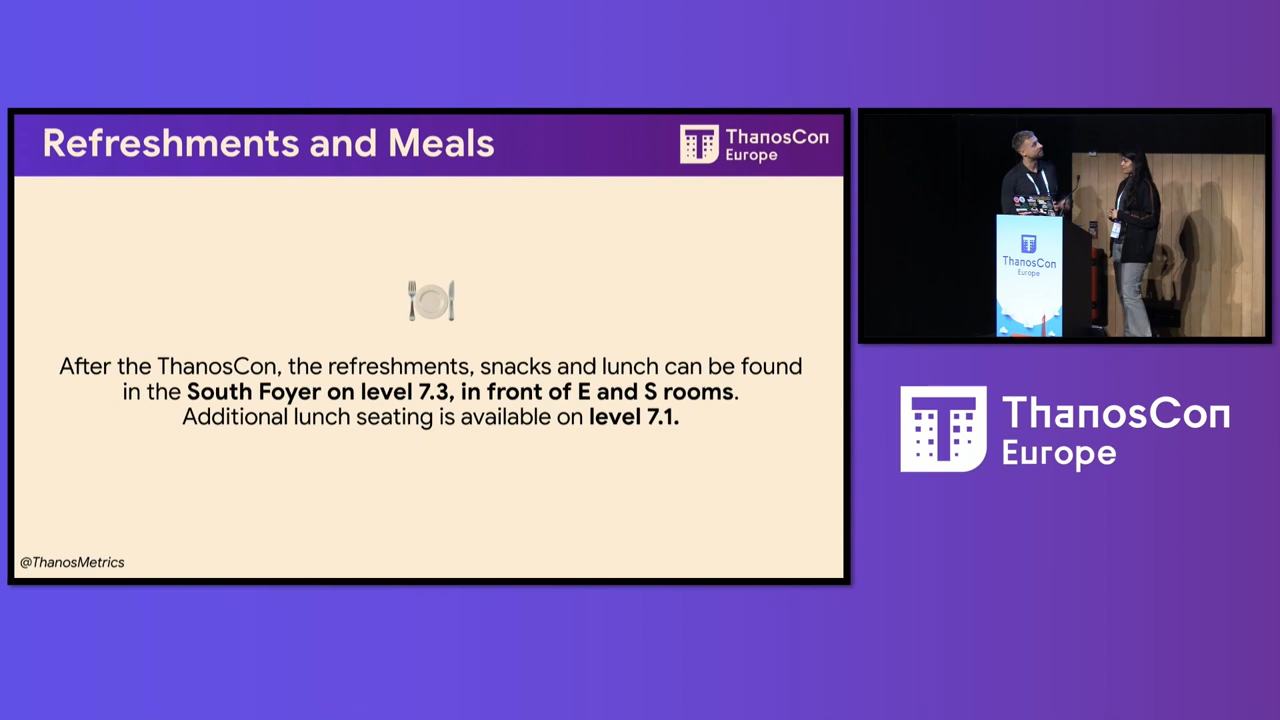 Refreshments and Meals
ThanosCon
Europe
After the ThanosCon, the refreshments, snacks and lunch can be found
in the South Foyer on level 7.3, in front of E and S rooms.
Additional lunch seating is available on level 7.1.
@ThanosMetrics
ThanosCon
Europe
ThanosCon
Europe